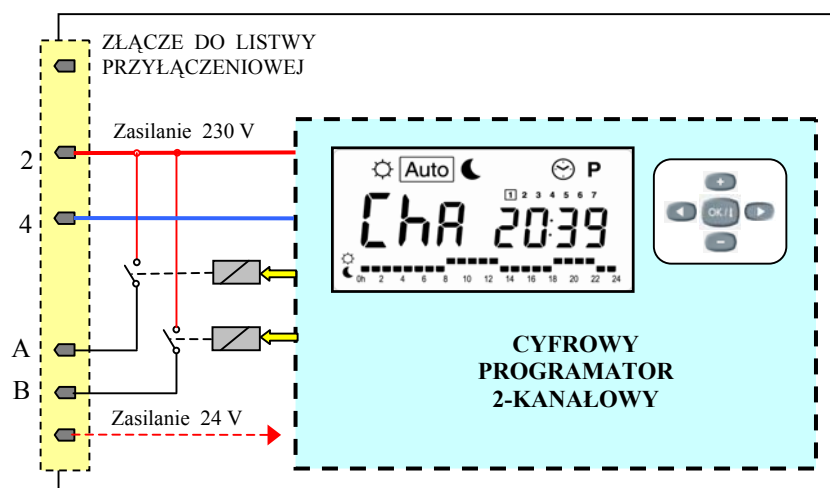 ZŁĄCZE DO LISTWY
PRZYŁĄCZENIOWEJ
Zasilanie 230 V
2
4
A
B
Zasilanie 24 V
Auto P
1 2 3 4 5 6 7
ChA 20:39
0h 2 4 6 8 10 12 14 16 18 20 22 24
+
OK/i
−
CYFROWY
PROGRAMATOR
2-KANAŁOWY